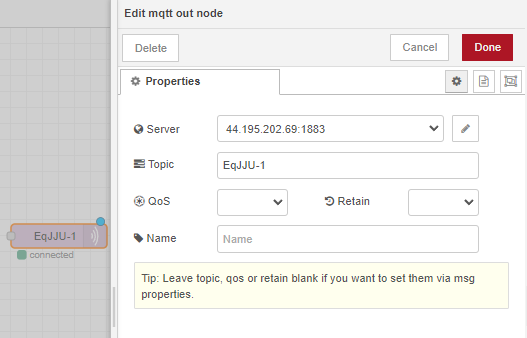 Edit mqtt out node
Delete
Cancel
Done
Properties
Server
44.195.202.69:1883
Topic
EqJJU-1
QoS
Retain
Name
Name
Tip: Leave topic, qos or retain blank if you want to set them via msg
properties.
EqJJU-1
connected